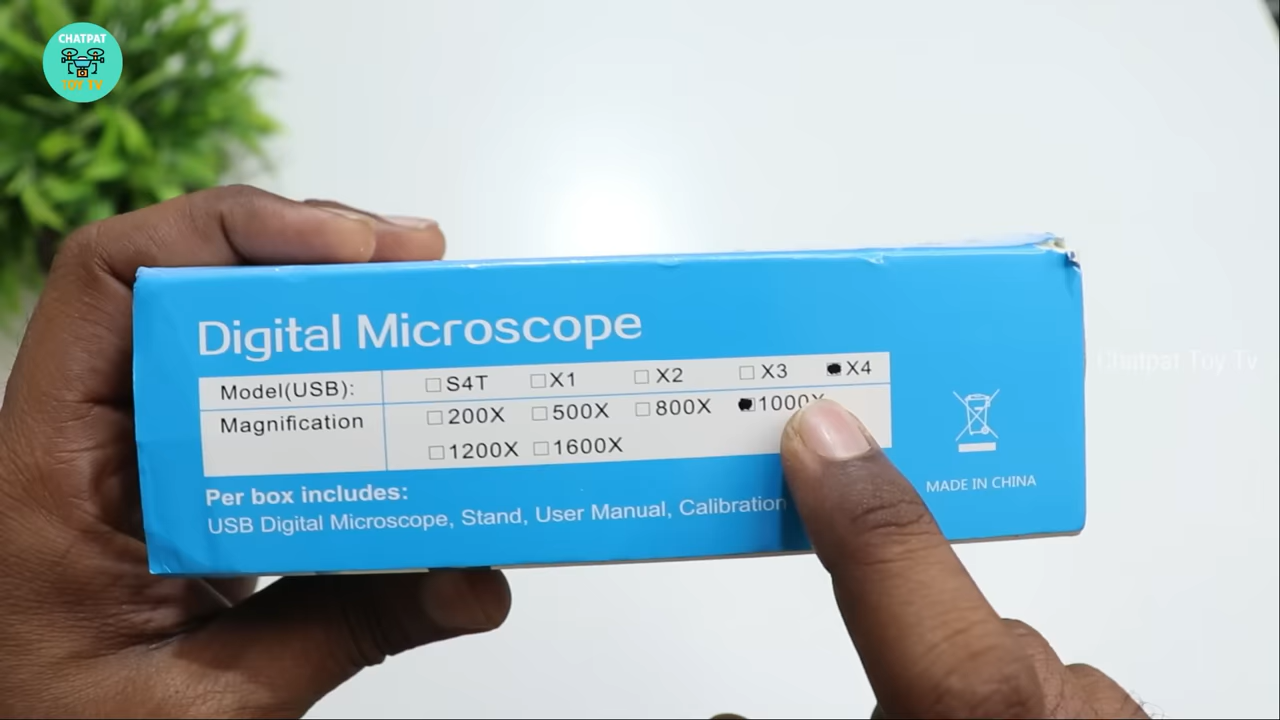 CHATPAT
TOY TV
Digital Microscope
Model(USB): S4T X1 X2 X3 X4
Magnification 200X 500X 800X 1000X
1200X 1600X
Per box includes:
USB Digital Microscope, Stand, User Manual, Calibration
MADE IN CHINA
Chatpat Toy Tv